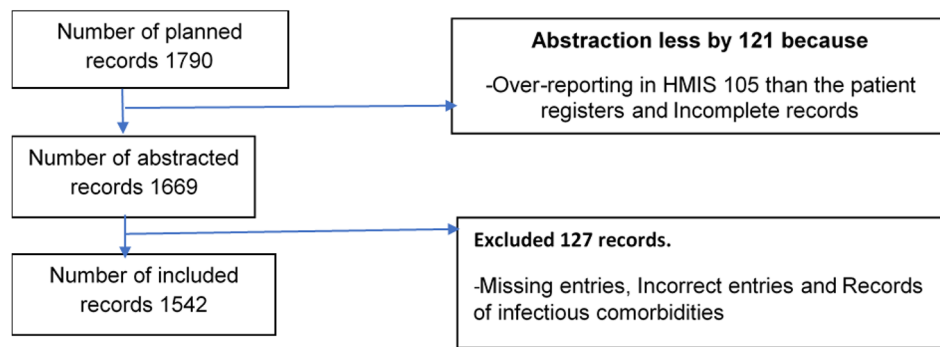 Number of planned
records 1790
Abstraction less by 121 because
-Over-reporting in HMIS 105 than the patient
registers and Incomplete records
Number of abstracted
records 1669
Excluded 127 records.
-Missing entries, Incorrect entries and Records
of infectious comorbidities
Number of included
records 1542